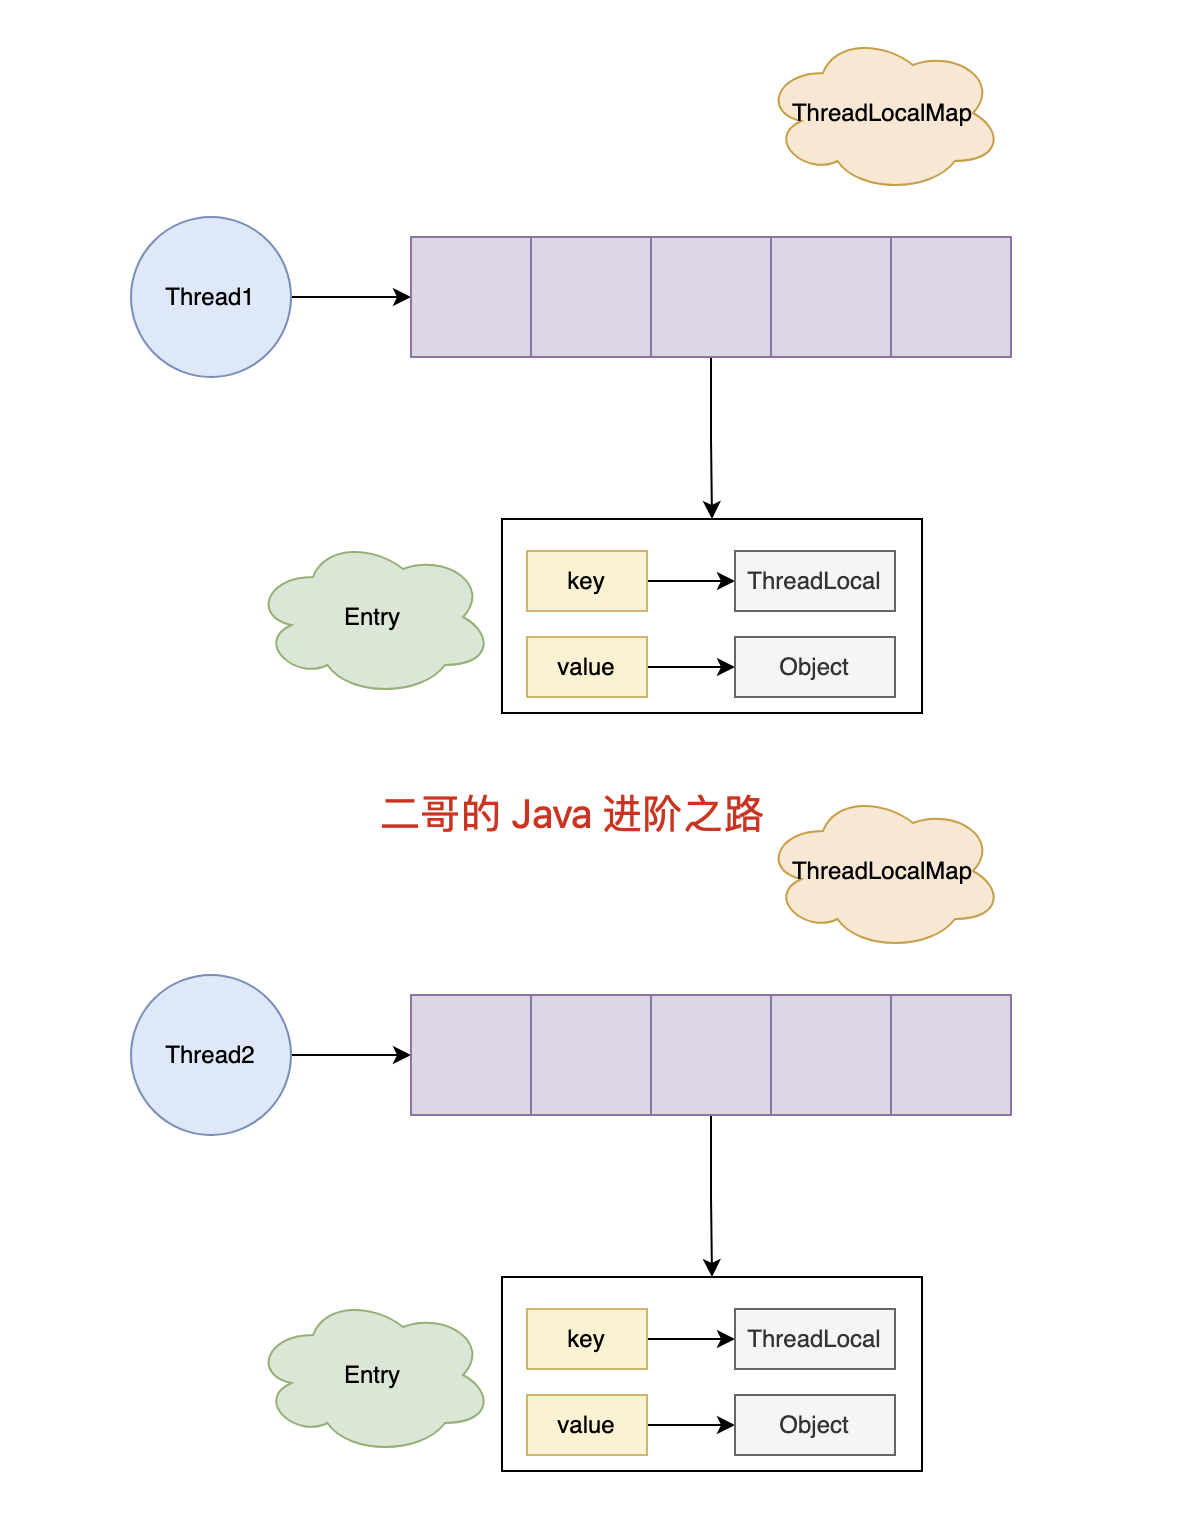 ThreadLocalMap
Thread1
key
ThreadLocal
Entry
value
Object
二哥的 Java 进阶之路
ThreadLocalMap
Thread2
key
ThreadLocal
Entry
value
Object